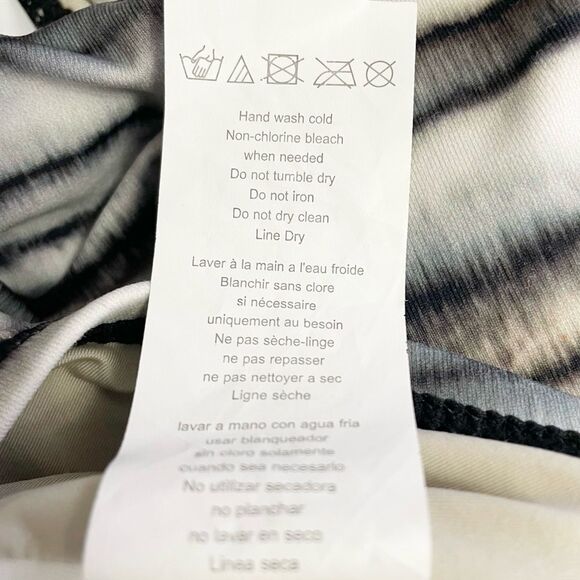 Hand wash cold
Non-chlorine bleach
when needed
Do not tumble dry
Do not iron
Do not dry clean
Line Dry
Laver à la main a l'eau froide
Blanchir sans clore
si nécessaire
uniquement au besoin
Ne pas sèche-linge
ne pas repasser
ne pas nettoyer a sec
Ligne sèche
lavar a mano con agua fria
usar blanqueador
sin cloro solamente
cuando sea necesario
No utilizar secadora
no planchar
no lavar en seco
Linea seca